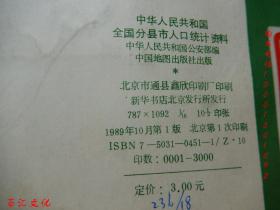 中华人民共和国
全国分县市人口统计资料
中华人民共和国公安部编
中国地图出版社出版
*
北京市通县鑫欣印刷厂印刷
新华书店北京发行所发行
787×1092 1/16 10½印张
1989年10月第1版 北京第1次印刷
ISBN 7—5031-0451-1/Z·10
印数：0001-3000
定价：3.00元
百汇文化